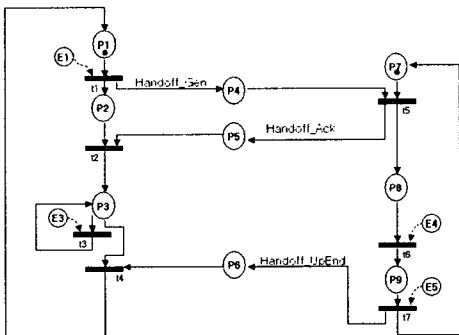 P1
P7
E1
t1
Handoff_Gen
P4
t5
P2
P5
Handoff_Ack
t2
P8
P3
E3
t3
E4
t6
t4
P6
Handoff_UpEnd
P9
E5
t7